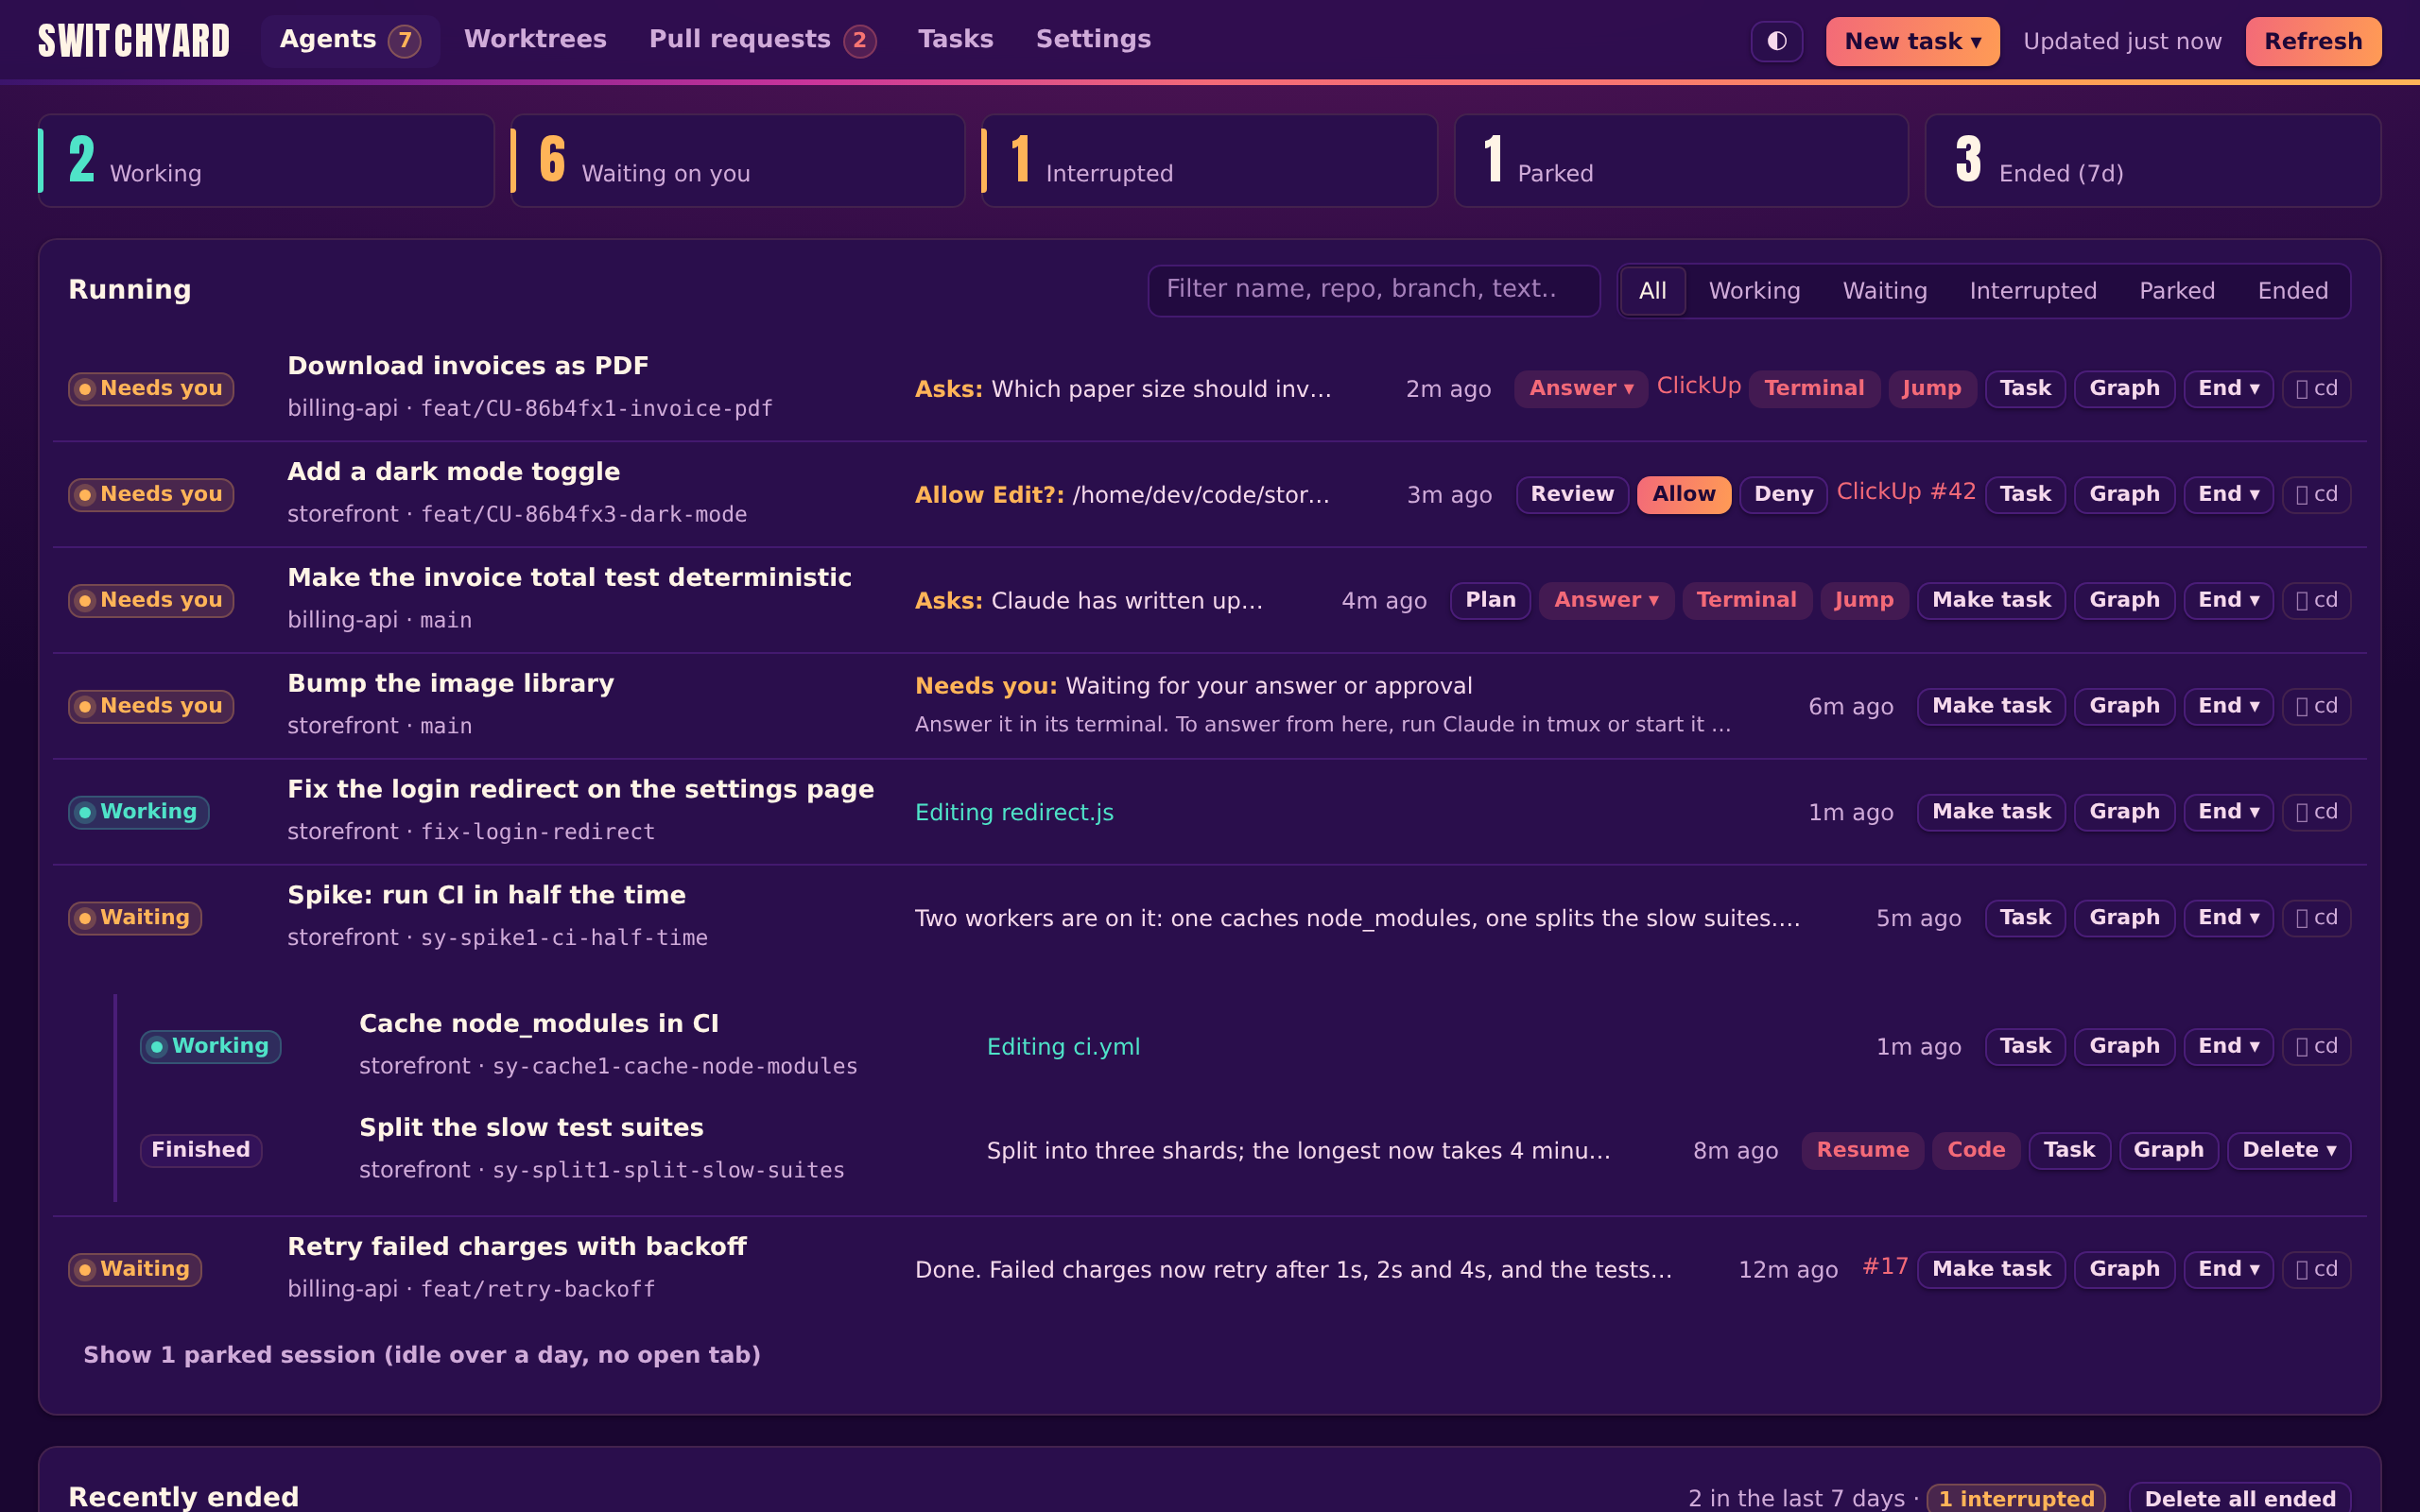 SWITCHYARD Agents 7 Worktrees Pull requests 2 Tasks Settings New task ▾ Updated just now Refresh
2 Working 6 Waiting on you 1 Interrupted 1 Parked 3 Ended (7d)
Running Filter name, repo, branch, text.. All Working Waiting Interrupted Parked Ended
Needs you Download invoices as PDF Asks: Which paper size should inv… 2m ago Answer ▾ ClickUp Terminal Jump Task Graph End ▾ cd
billing-api · feat/CU-86b4fx1-invoice-pdf
Needs you Add a dark mode toggle Allow Edit?: /home/dev/code/stor… 3m ago Review Allow Deny ClickUp #42 Task Graph End ▾ cd
storefront · feat/CU-86b4fx3-dark-mode
Needs you Make the invoice total test deterministic Asks: Claude has written up… 4m ago Plan Answer ▾ Terminal Jump Make task Graph End ▾ cd
billing-api · main
Needs you Bump the image library Needs you: Waiting for your answer or approval 6m ago Make task Graph End ▾ cd
storefront · main Answer it in its terminal. To answer from here, run Claude in tmux or start it …
Working Fix the login redirect on the settings page Editing redirect.js 1m ago Make task Graph End ▾ cd
storefront · fix-login-redirect
Waiting Spike: run CI in half the time Two workers are on it: one caches node_modules, one splits the slow suites.… 5m ago Task Graph End ▾ cd
storefront · sy-spike1-ci-half-time
Working Cache node_modules in CI Editing ci.yml 1m ago Task Graph End ▾ cd
storefront · sy-cache1-cache-node-modules
Finished Split the slow test suites Split into three shards; the longest now takes 4 minu… 8m ago Resume Code Task Graph Delete ▾
storefront · sy-split1-split-slow-suites
Waiting Retry failed charges with backoff Done. Failed charges now retry after 1s, 2s and 4s, and the tests… 12m ago #17 Make task Graph End ▾ cd
billing-api · feat/retry-backoff
Show 1 parked session (idle over a day, no open tab)
Recently ended 2 in the last 7 days · 1 interrupted Delete all ended